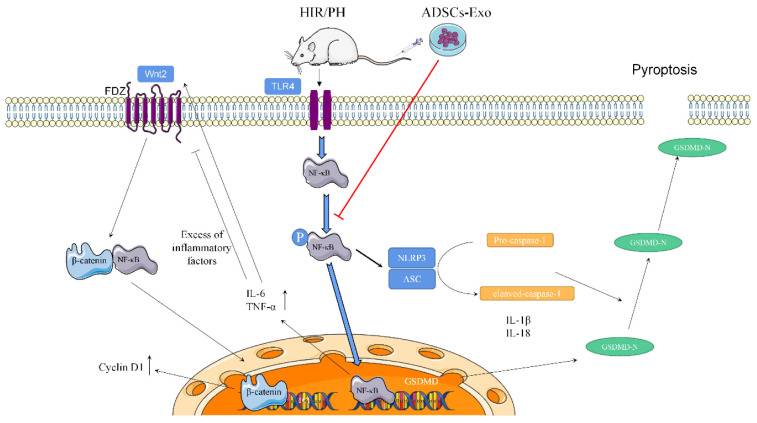 HIR/PH
ADSCs-Exo
Wnt2
FDZ
TLR4
Pyroptosis
GSDMD-N
NF-κB
P
NF-κB
Excess of
inflammatory
factors
β-catenin
NF-κB
NLRP3
ASC
Pro-caspase-1
cleaved-caspase-1
GSDMD-N
IL-6
TNF-α
IL-1β
IL-18
GSDMD-N
Cyclin D1
β-catenin
NF-κB
GSDMD